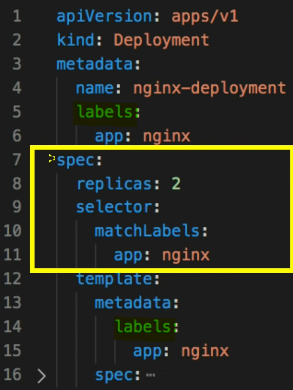 1 apiVersion: apps/v1
2 kind: Deployment
3 metadata:
4   name: nginx-deployment
5   labels:
6     app: nginx
7 spec:
8   replicas: 2
9   selector:
10     matchLabels:
11       app: nginx
12   template:
13     metadata:
14       labels:
15         app: nginx
16 >   spec:…